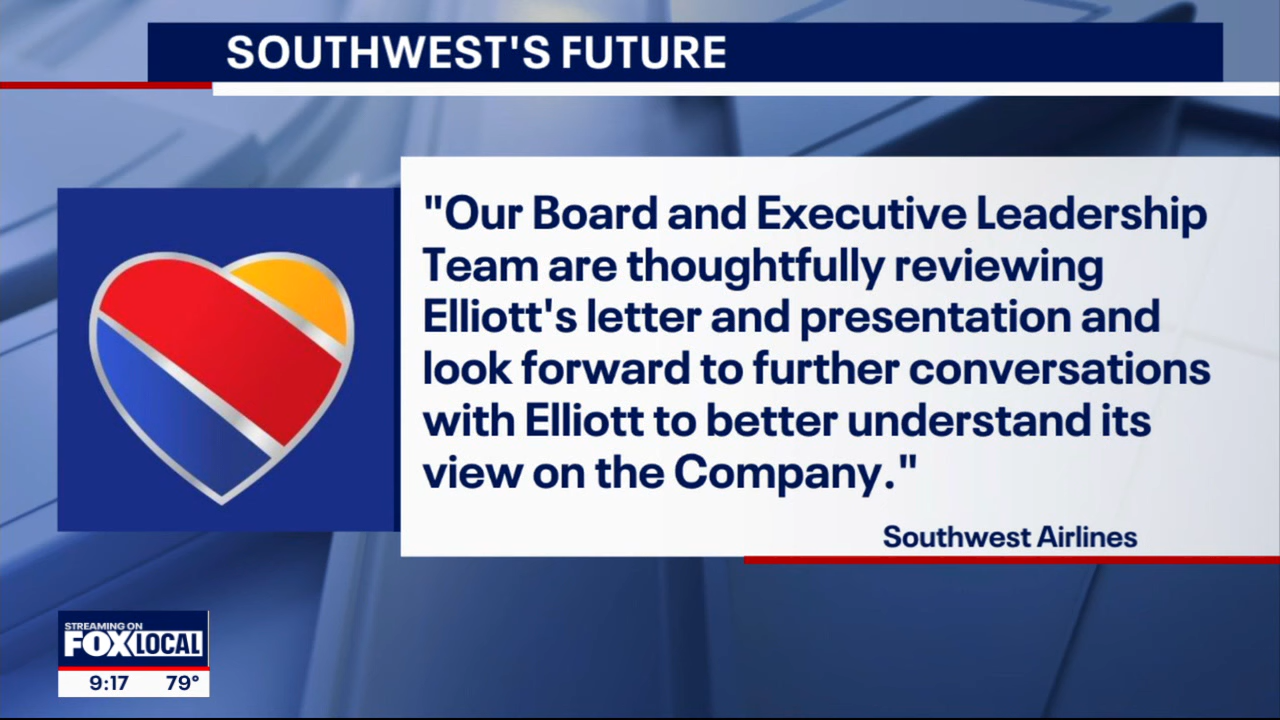 SOUTHWEST'S FUTURE
"Our Board and Executive Leadership
Team are thoughtfully reviewing
Elliott's letter and presentation and
look forward to further conversations
with Elliott to better understand its
view on the Company."
Southwest Airlines
STREAMING ON
FOX LOCAL
9:17 79°